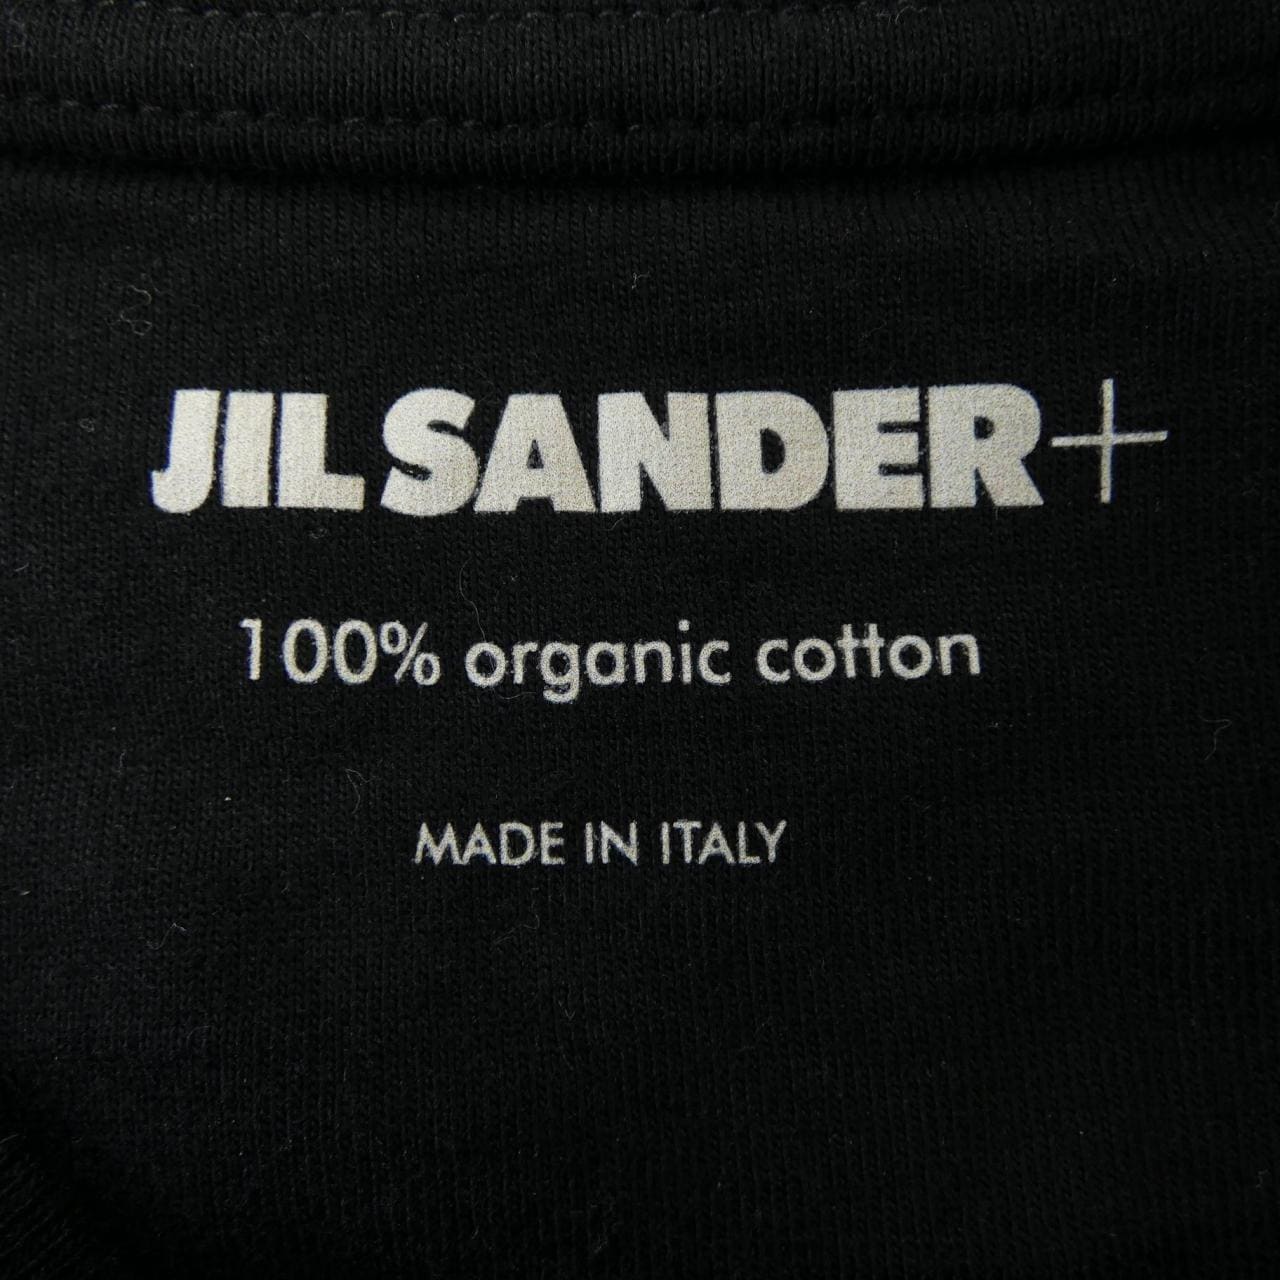 JIL SANDER+
100% organic cotton
MADE IN ITALY